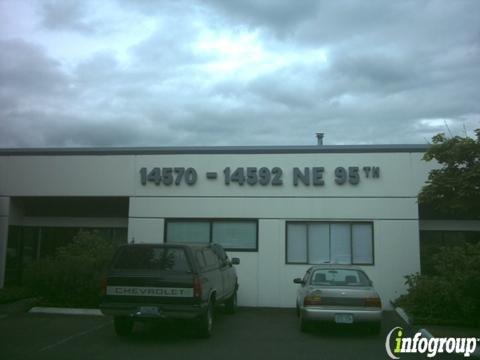 14570 - 14592 NE 95TH
CHEVROLET
infogroup